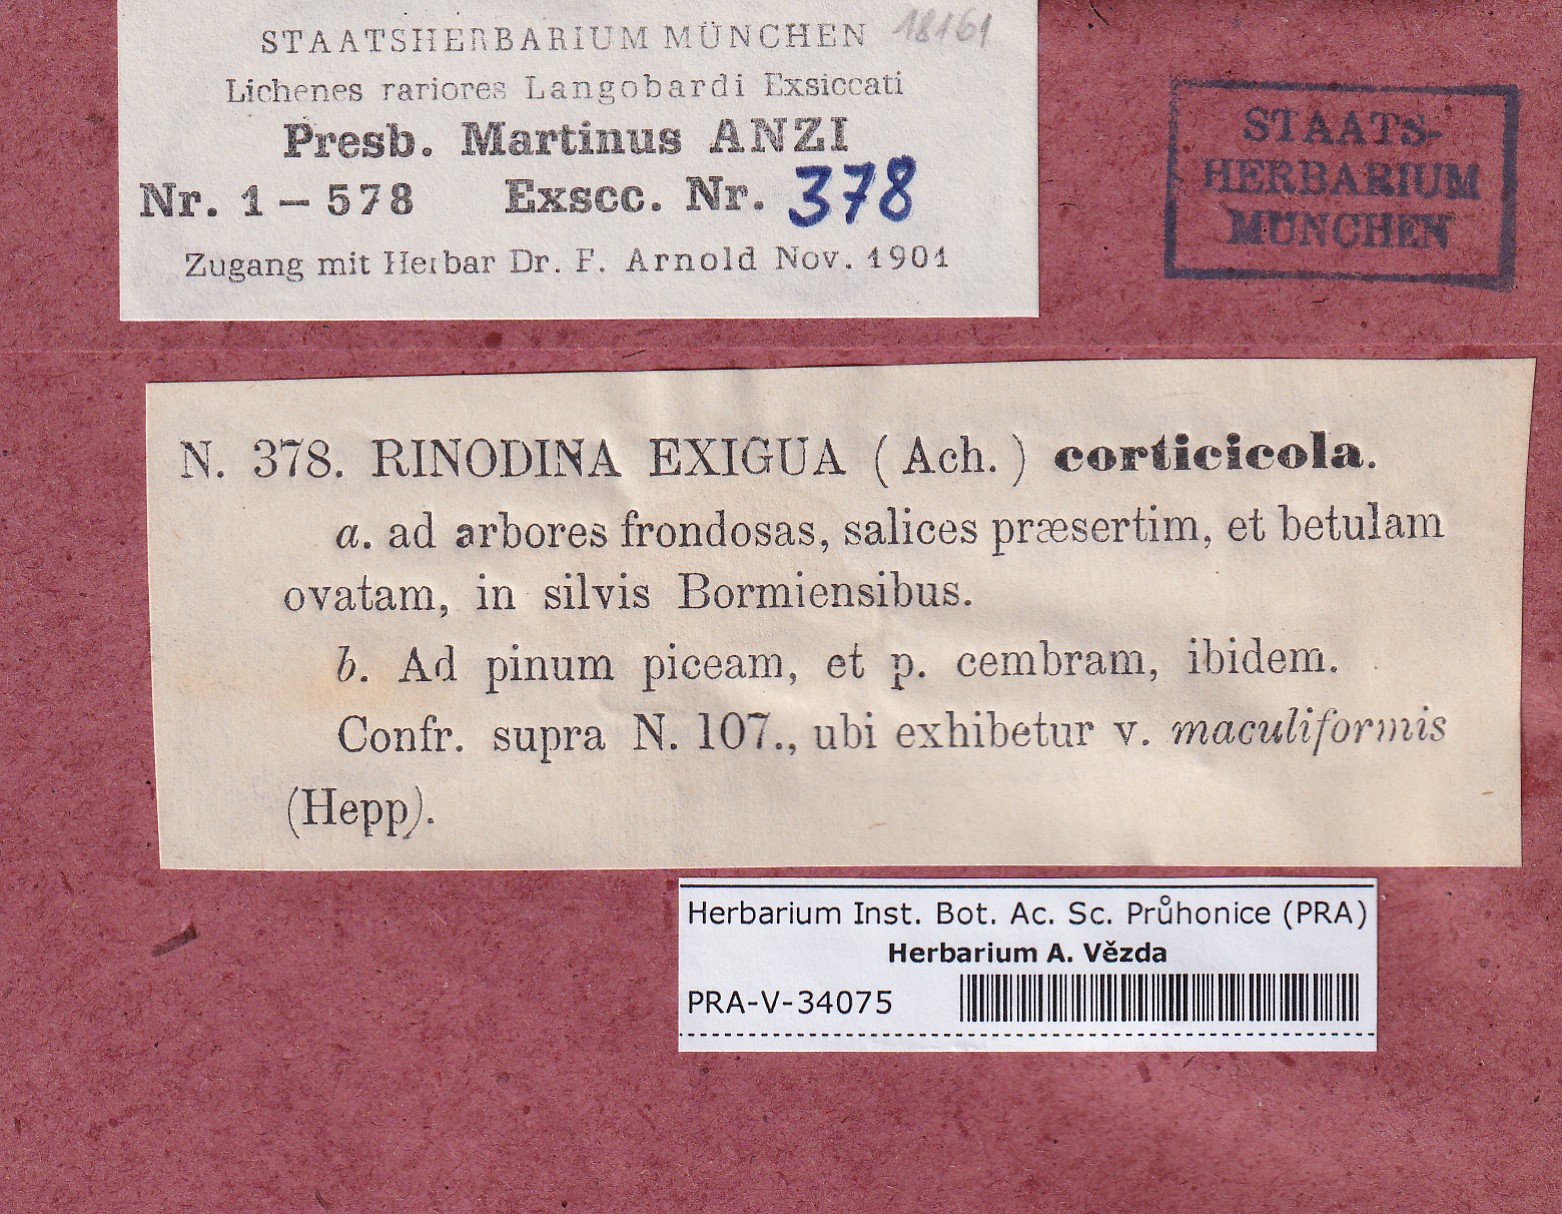 STAATSHERBARIUM MÜNCHEN 18161
Lichenes rariores Langobardi Exsiccati
Presb. Martinus ANZI
Nr. 1 – 578 Exscc. Nr. 378
Zugang mit Herbar Dr. F. Arnold Nov. 1901
STAATS-
HERBARIUM
MÜNCHEN
N. 378. RINODINA EXIGUA (Ach.) corticicola.
a. ad arbores frondosas, salices præsertim, et betulam
ovatam, in silvis Bormiensibus.
b. Ad pinum piceam, et p. cembram, ibidem.
Confr. supra N. 107., ubi exhibetur v. maculiformis
(Hepp).
Herbarium Inst. Bot. Ac. Sc. Průhonice (PRA)
Herbarium A. Vězda
PRA-V-34075